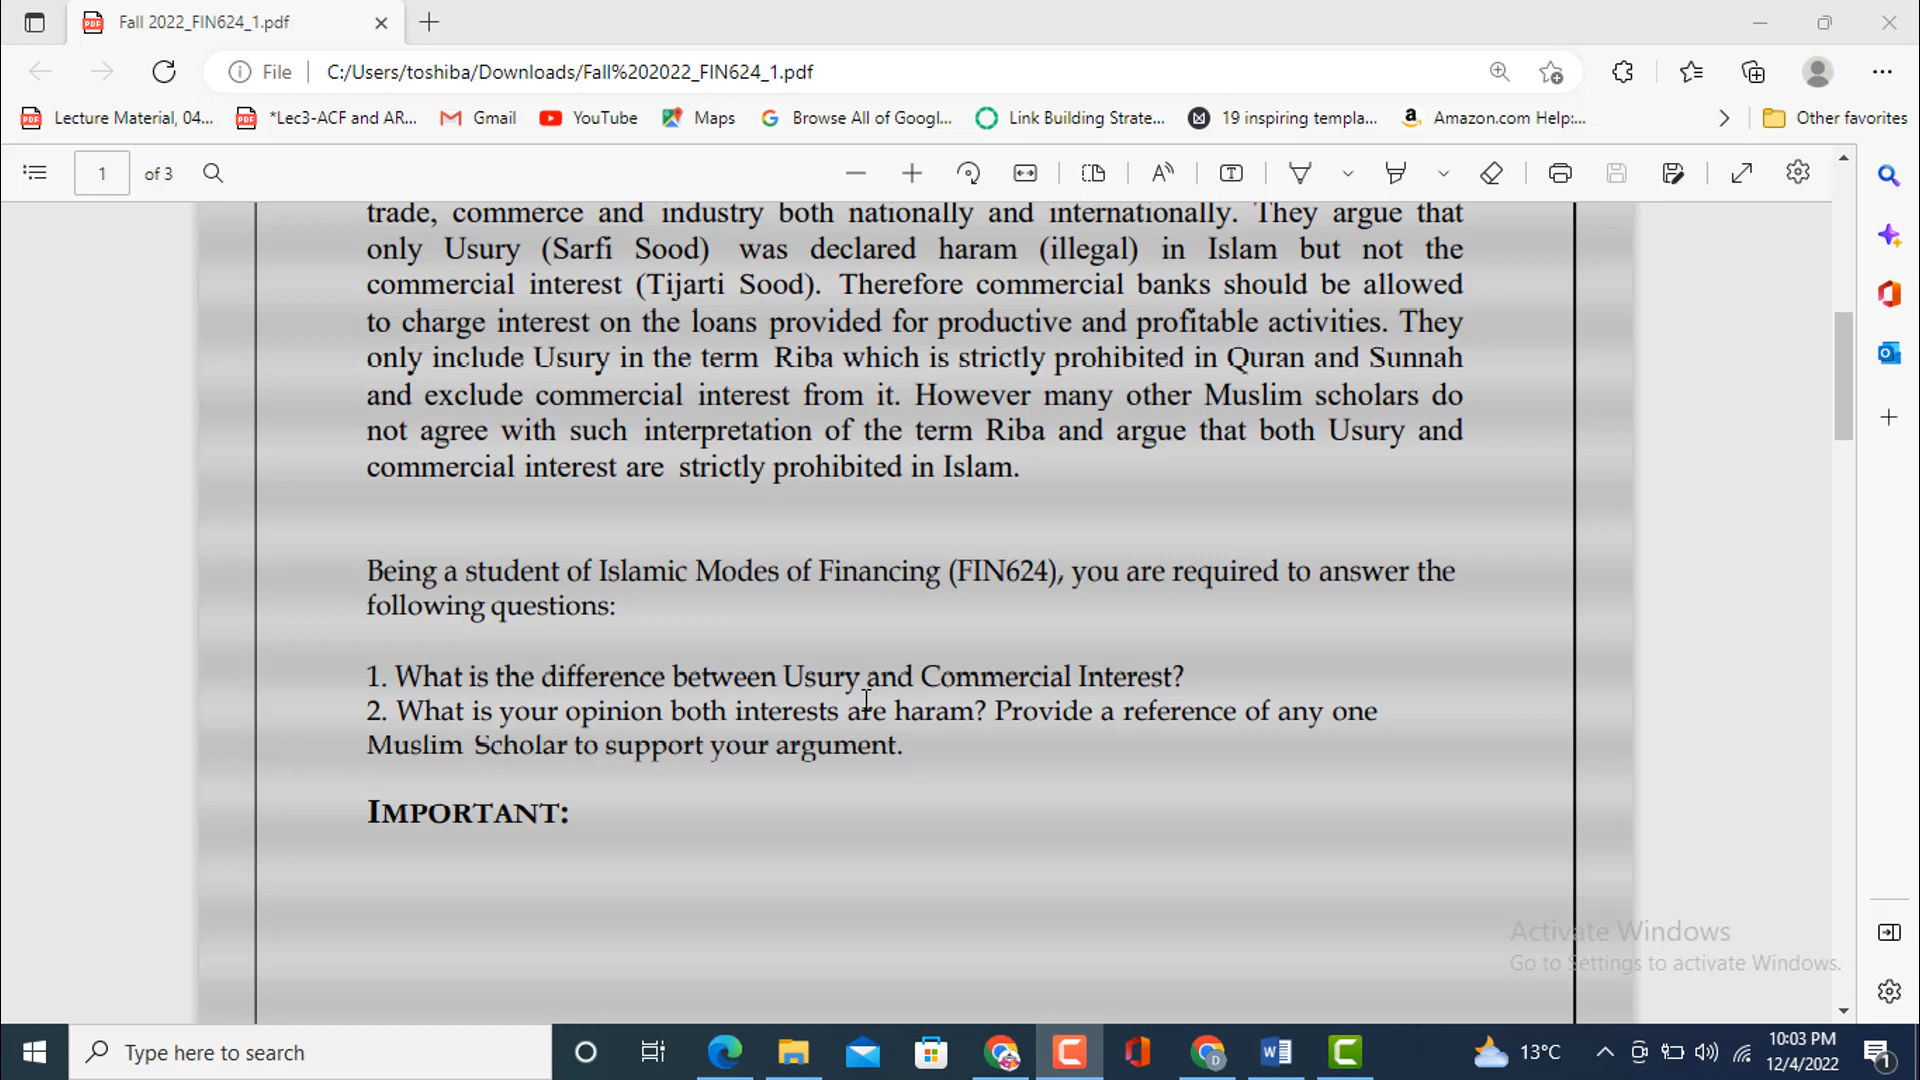 Fall 2022_FIN624_1.pdf
File
C:/Users/toshiba/Downloads/Fall%202022_FIN624_1.pdf
Lecture Material, 04...
*Lec3-ACF and AR...
Gmail
YouTube
Maps
Browse All of Googl...
Link Building Strate...
19 inspiring templa...
Amazon.com Help:...
Other favorites
1
of 3
trade, commerce and industry both nationally and internationally. They argue that
only Usury (Sarfi Sood) was declared haram (illegal) in Islam but not the
commercial interest (Tijarti Sood). Therefore commercial banks should be allowed
to charge interest on the loans provided for productive and profitable activities. They
only include Usury in the term Riba which is strictly prohibited in Quran and Sunnah
and exclude commercial interest from it. However many other Muslim scholars do
not agree with such interpretation of the term Riba and argue that both Usury and
commercial interest are strictly prohibited in Islam.
Being a student of Islamic Modes of Financing (FIN624), you are required to answer the
following questions:
1. What is the difference between Usury and Commercial Interest?
2. What is your opinion both interests are haram? Provide a reference of any one
Muslim Scholar to support your argument.
IMPORTANT:
Activate Windows
Go to Settings to activate Windows.
Type here to search
13°C
10:03 PM
12/4/2022
1